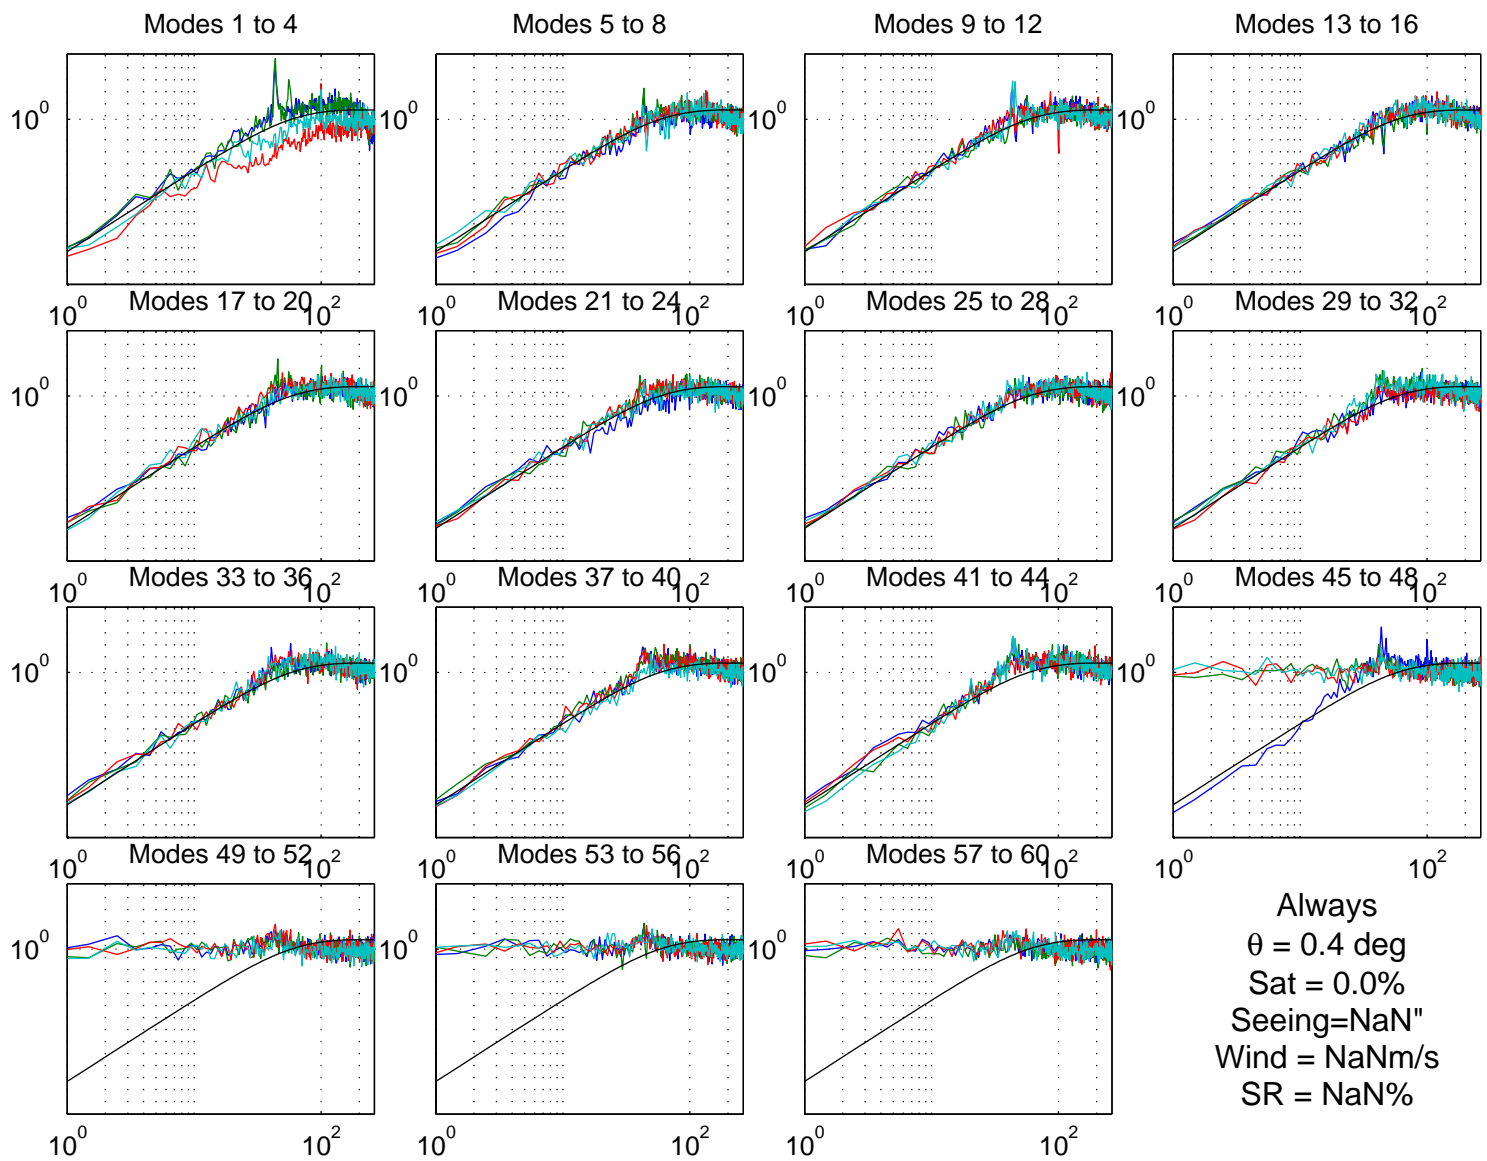 Modes 1 to 4
Modes 5 to 8
Modes 9 to 12
Modes 13 to 16
10^0
10^0
10^0
10^0
10^0 10^2
10^0 10^2
10^0 10^2
10^0 10^2
Modes 17 to 20
Modes 21 to 24
Modes 25 to 28
Modes 29 to 32
10^0
10^0
10^0
10^0
10^0 10^2
10^0 10^2
10^0 10^2
10^0 10^2
Modes 33 to 36
Modes 37 to 40
Modes 41 to 44
Modes 45 to 48
10^0
10^0
10^0
10^0
10^0 10^2
10^0 10^2
10^0 10^2
10^0 10^2
Modes 49 to 52
Modes 53 to 56
Modes 57 to 60
10^0
10^0
10^0
10^0 10^2
10^0 10^2
10^0 10^2
Always
θ = 0.4 deg
Sat = 0.0%
Seeing=NaN"
Wind = NaNm/s
SR = NaN%